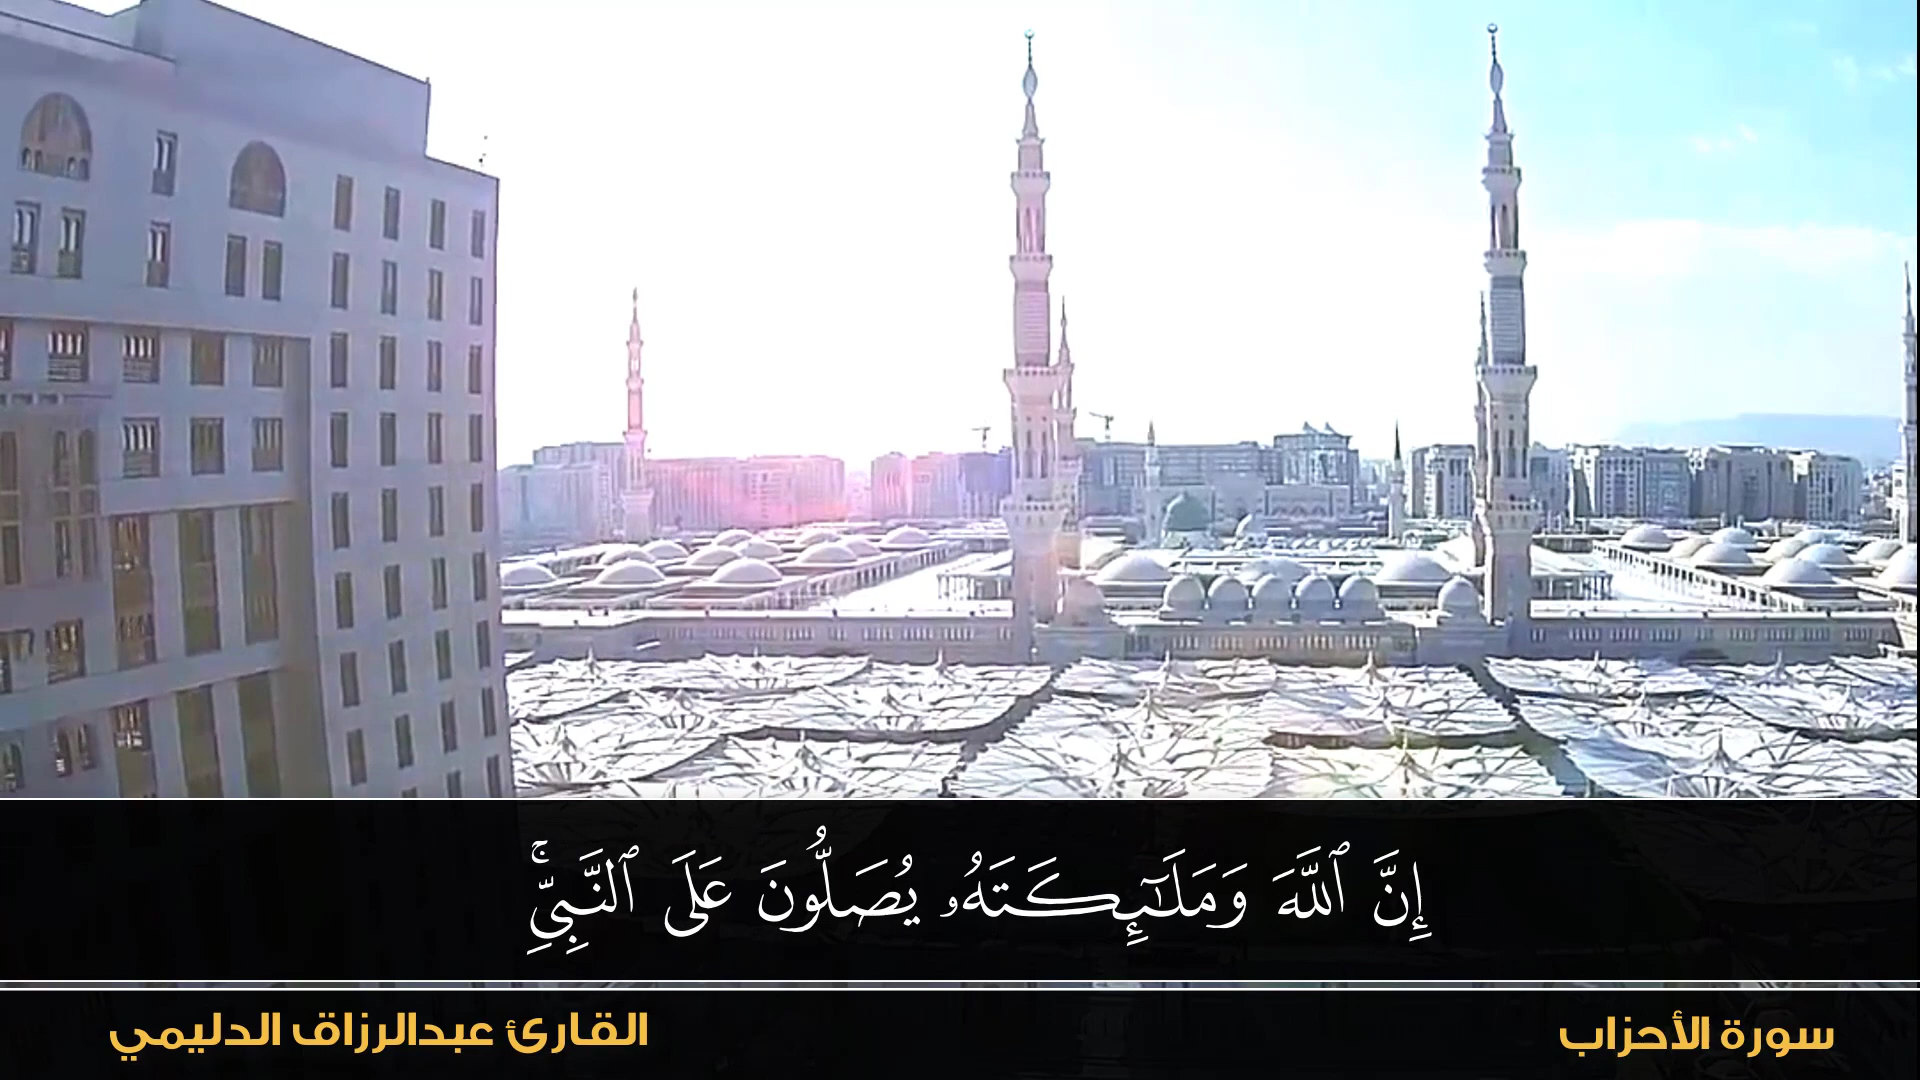 إِنَّ ٱللَّهَ وَمَلَـٰٓئِكَتَهُۥ يُصَلُّونَ عَلَى ٱلنَّبِىِّۚ
سورة الأحزاب
القارئ عبدالرزاق الدليمي